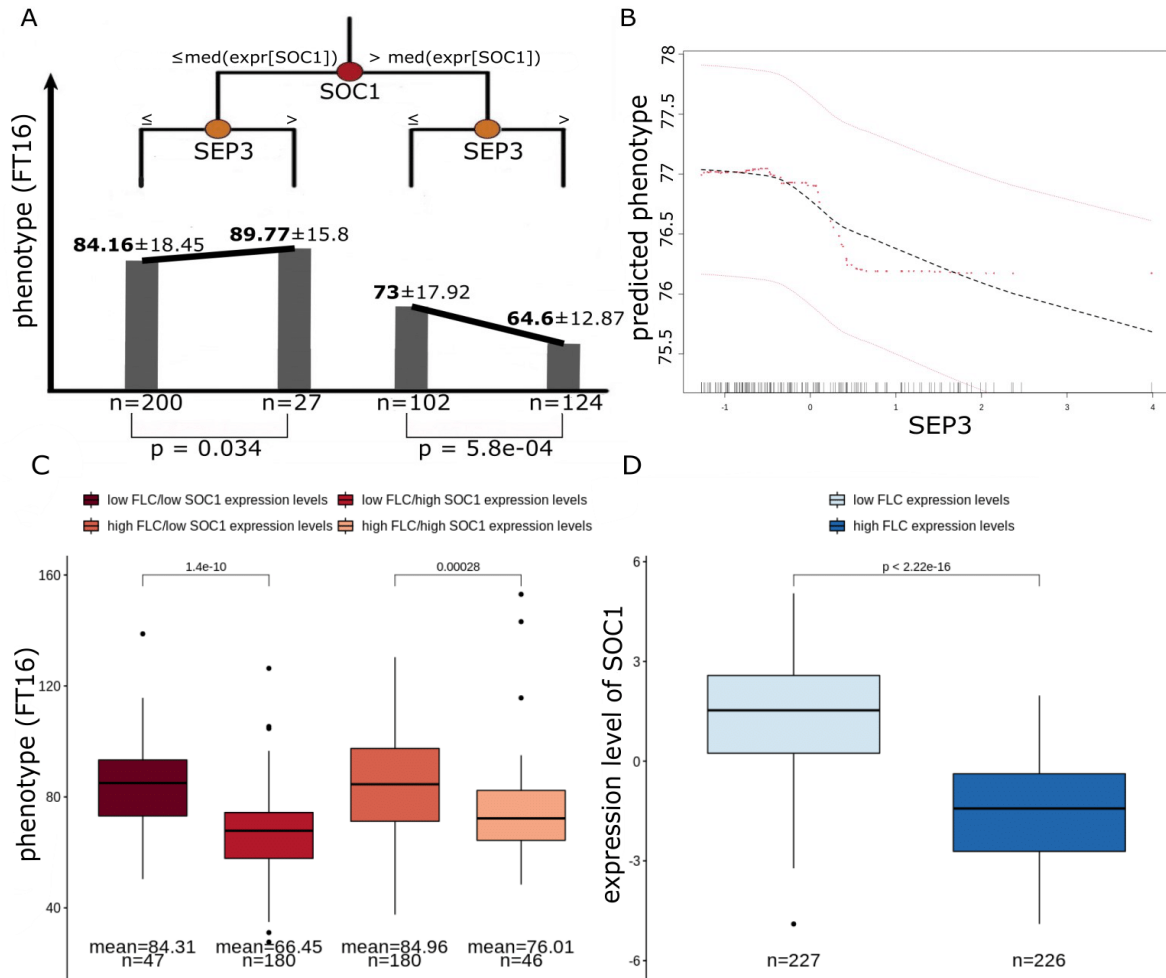 A
≤med(expr[SOC1])
> med(expr[SOC1])
SOC1
≤
>
≤
>
SEP3
SEP3
phenotype (FT16)
84.16±18.45
89.77±15.8
73±17.92
64.6±12.87
n=200
n=27
n=102
n=124
p = 0.034
p = 5.8e-04
B
predicted phenotype
78
77.5
77
76.5
76
75.5
-1
0
1
2
3
4
SEP3
C
low FLC/low SOC1 expression levels
low FLC/high SOC1 expression levels
high FLC/low SOC1 expression levels
high FLC/high SOC1 expression levels
phenotype (FT16)
160
120
80
40
1.4e-10
0.00028
mean=84.31
mean=66.45
mean=84.96
mean=76.01
n=47
n=180
n=180
n=46
D
low FLC expression levels
high FLC expression levels
expression level of SOC1
6
3
0
-3
-6
p < 2.22e-16
n=227
n=226